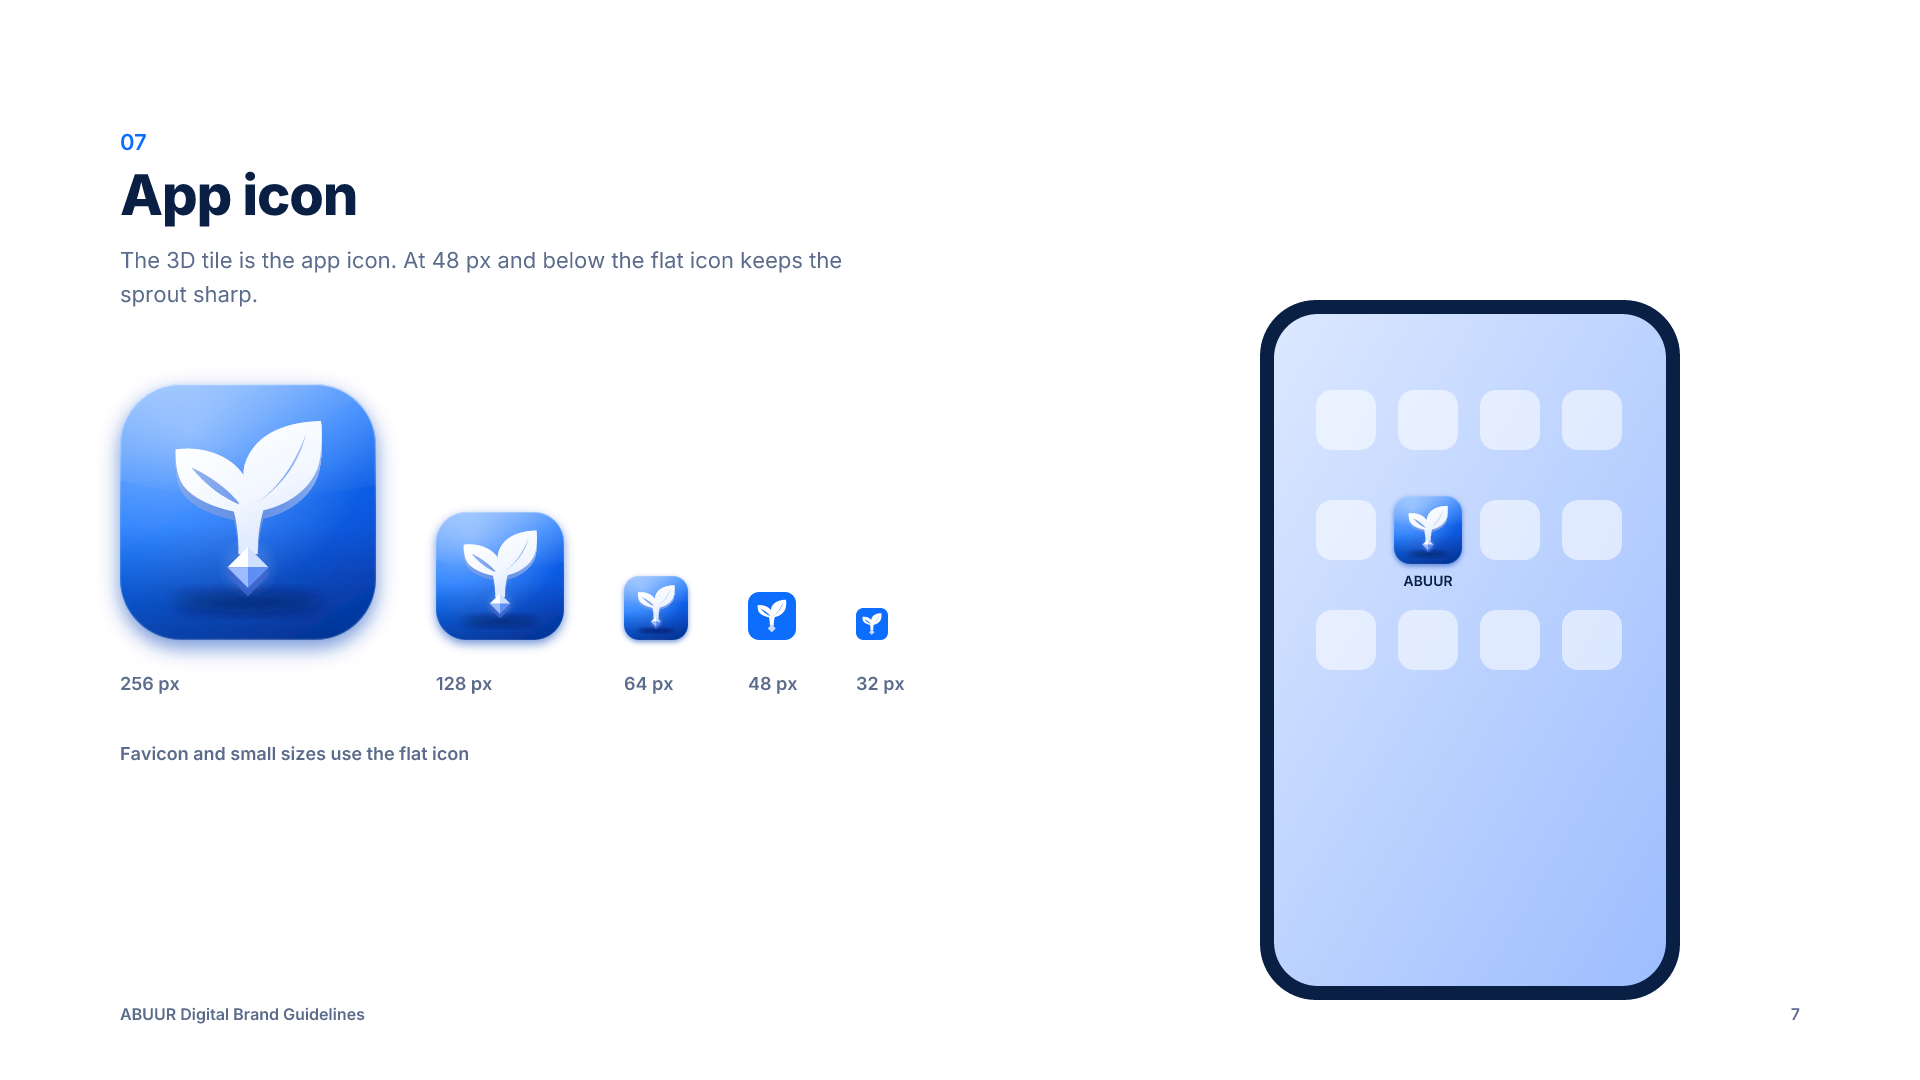 07
App icon
The 3D tile is the app icon. At 48 px and below the flat icon keeps the
sprout sharp.
256 px
128 px
64 px
48 px
32 px
Favicon and small sizes use the flat icon
ABUUR
ABUUR Digital Brand Guidelines
7